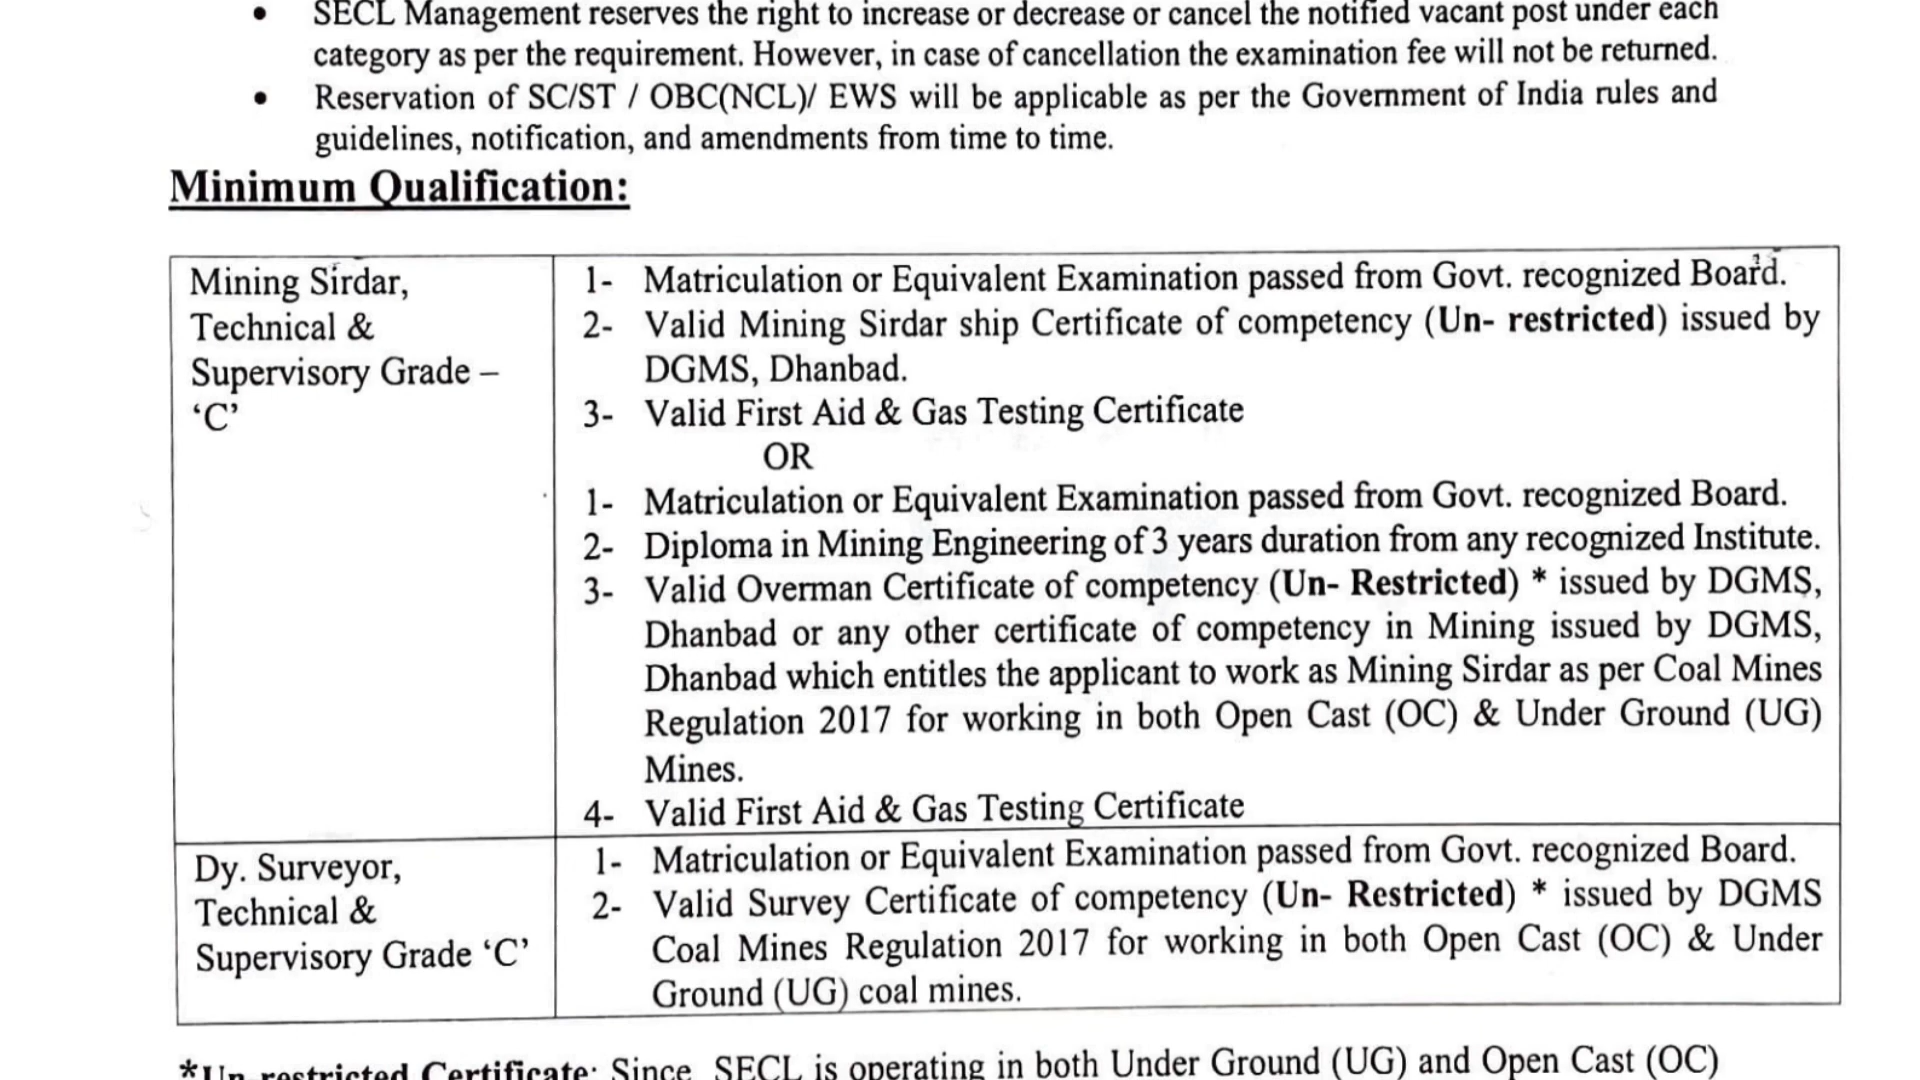 • SECL Management reserves the right to increase or decrease or cancel the notified vacant post under each
category as per the requirement. However, in case of cancellation the examination fee will not be returned.
• Reservation of SC/ST / OBC(NCL)/ EWS will be applicable as per the Government of India rules and
guidelines, notification, and amendments from time to time.
Minimum Qualification:
Mining Sirdar,
Technical &
Supervisory Grade –
‘C’
1- Matriculation or Equivalent Examination passed from Govt. recognized Board.
2- Valid Mining Sirdar ship Certificate of competency (Un- restricted) issued by
DGMS, Dhanbad.
3- Valid First Aid & Gas Testing Certificate
OR
1- Matriculation or Equivalent Examination passed from Govt. recognized Board.
2- Diploma in Mining Engineering of 3 years duration from any recognized Institute.
3- Valid Overman Certificate of competency (Un- Restricted) * issued by DGMS,
Dhanbad or any other certificate of competency in Mining issued by DGMS,
Dhanbad which entitles the applicant to work as Mining Sirdar as per Coal Mines
Regulation 2017 for working in both Open Cast (OC) & Under Ground (UG)
Mines.
4- Valid First Aid & Gas Testing Certificate
Dy. Surveyor,
Technical &
Supervisory Grade ‘C’
1- Matriculation or Equivalent Examination passed from Govt. recognized Board.
2- Valid Survey Certificate of competency (Un- Restricted) * issued by DGMS
Coal Mines Regulation 2017 for working in both Open Cast (OC) & Under
Ground (UG) coal mines.
*Un-restricted Certificate: Since SECL is operating in both Under Ground (UG) and Open Cast (OC)